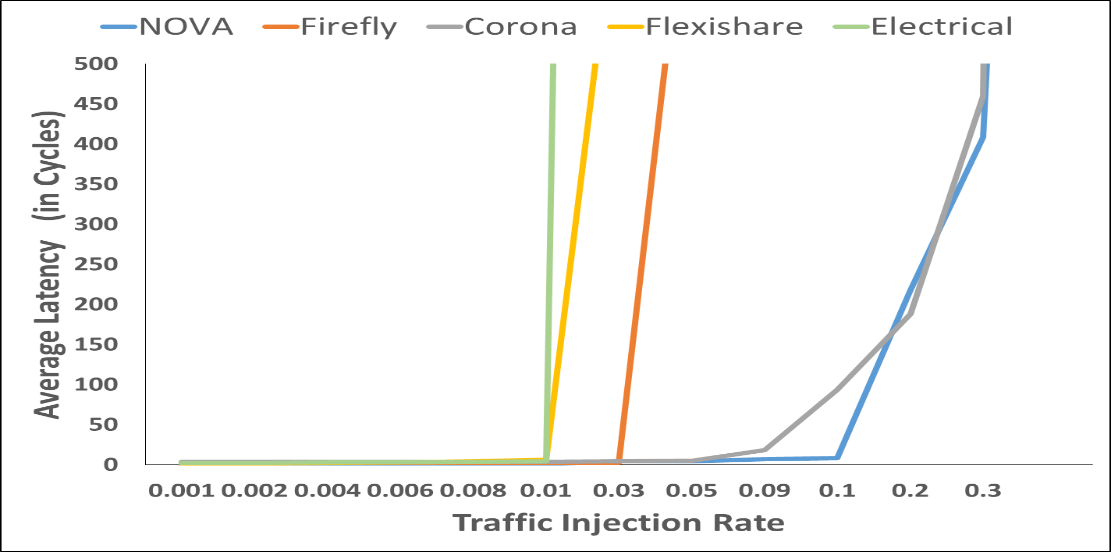 NOVA Firefly Corona Flexishare Electrical
500
450
400
350
300
250
200
150
100
50
0
Average Latency (in Cycles)
0.001 0.002 0.004 0.006 0.008 0.01 0.03 0.05 0.09 0.1 0.2 0.3
Traffic Injection Rate